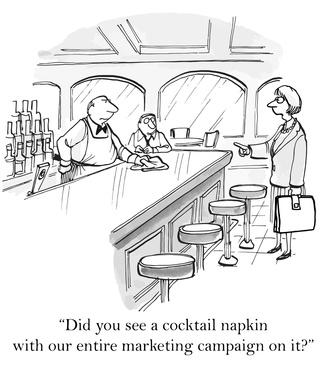 “Did you see a cocktail napkin
with our entire marketing campaign on it?”